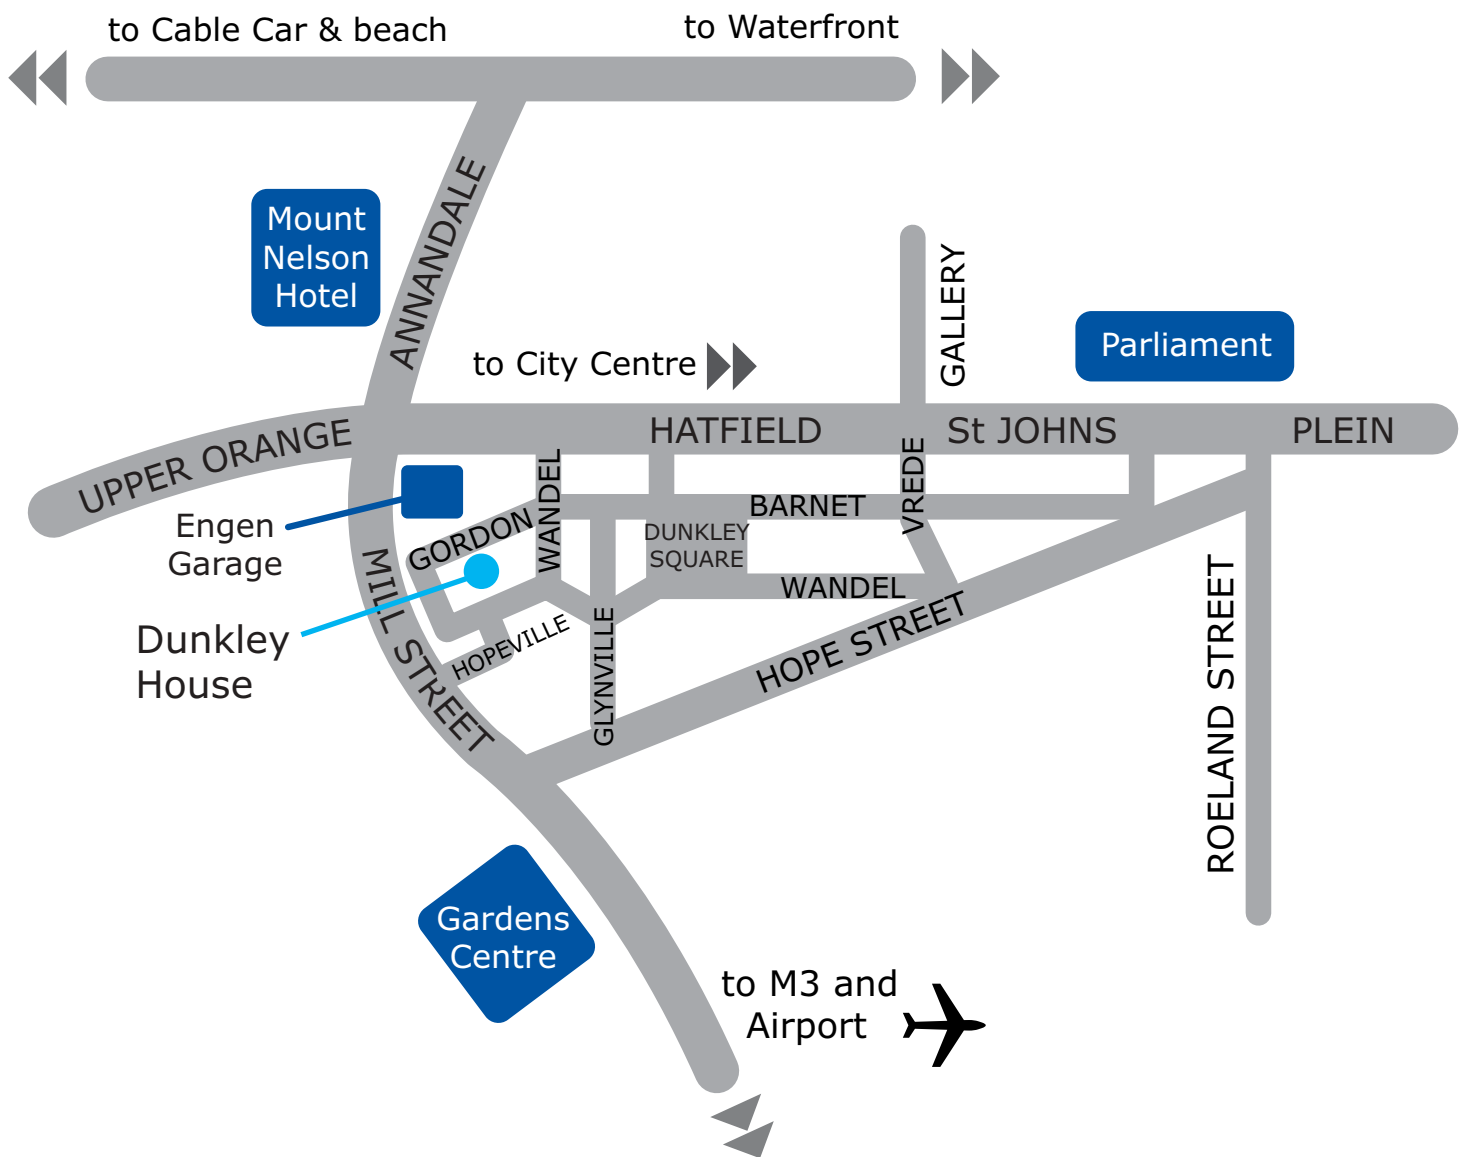 to Cable Car & beach
to Waterfront
ANNANDALE
Mount
Nelson
Hotel
GALLERY
Parliament
to City Centre
UPPER ORANGE
HATFIELD
St JOHNS
PLEIN
WANDEL
VREDE
BARNET
Engen
Garage
GORDON
DUNKLEY
SQUARE
MILL STREET
WANDEL
Dunkley
House
HOPEVILLE
GLYNVILLE
HOPE STREET
ROELAND STREET
Gardens
Centre
to M3 and
Airport